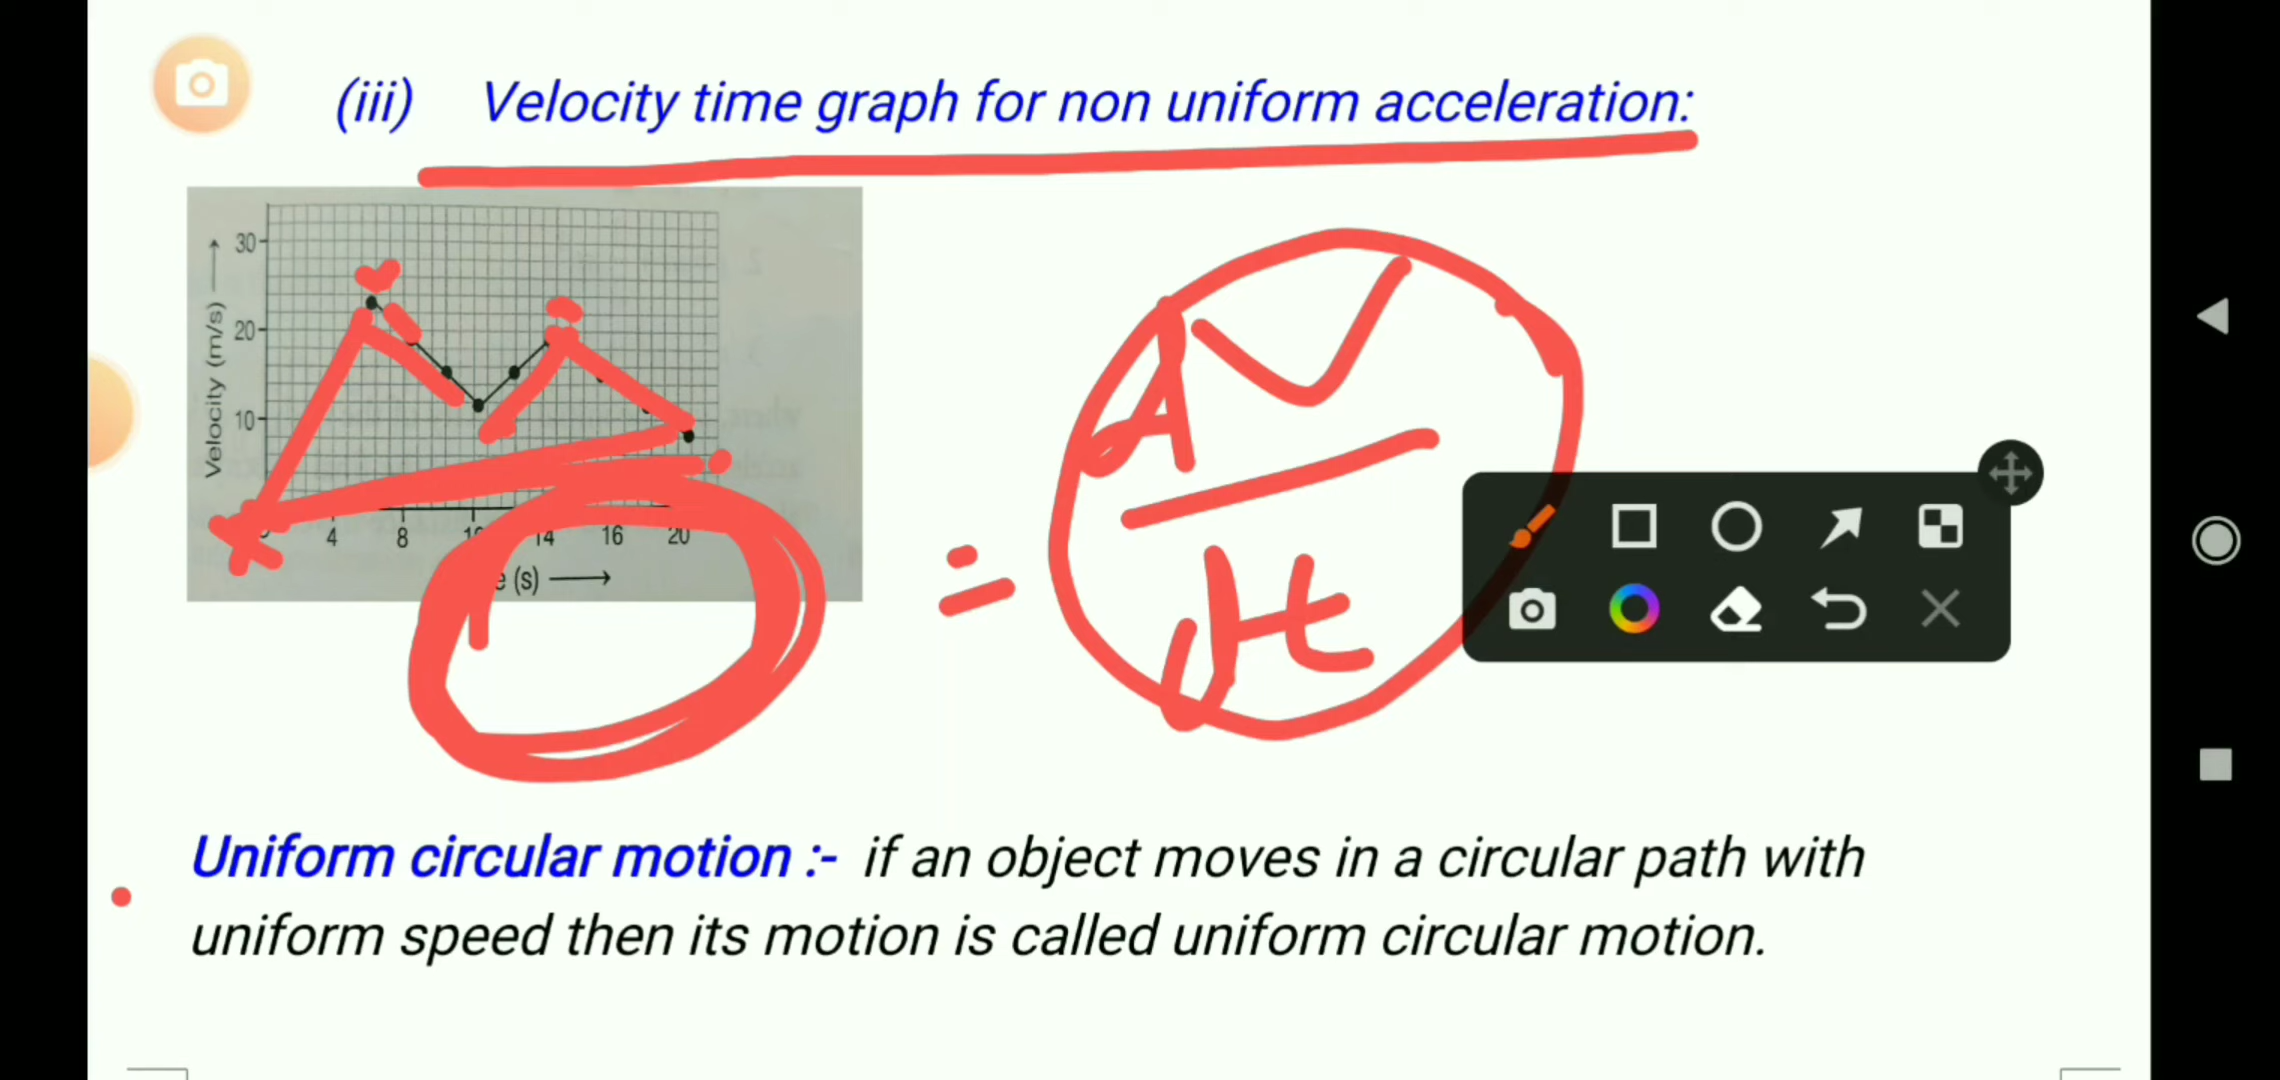 (iii) Velocity time graph for non uniform acceleration:
Velocity (m/s)
30
20
10
4 8 14 16 20
(s)
dv
=
dt
Uniform circular motion :- if an object moves in a circular path with
uniform speed then its motion is called uniform circular motion.